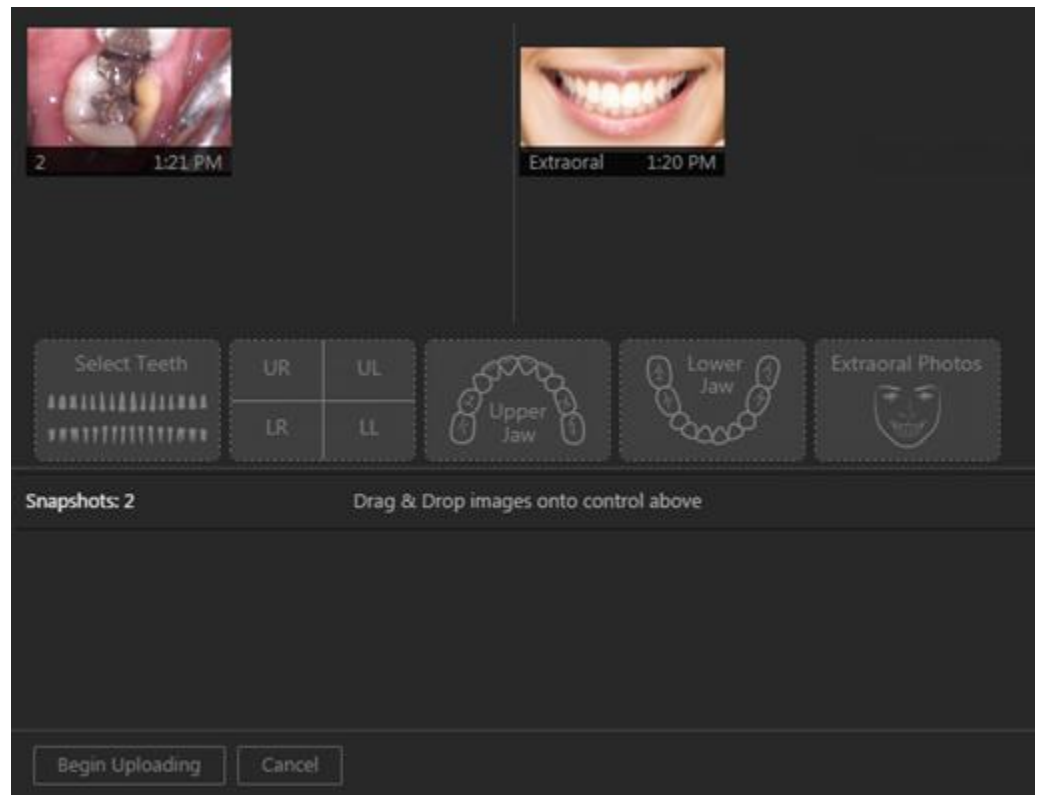 2 1:21 PM
Extraoral 1:20 PM
Select Teeth
UR UL
LR LL
Upper
Jaw
Lower
Jaw
Extraoral Photos
Snapshots: 2 Drag & Drop images onto control above
Begin Uploading Cancel